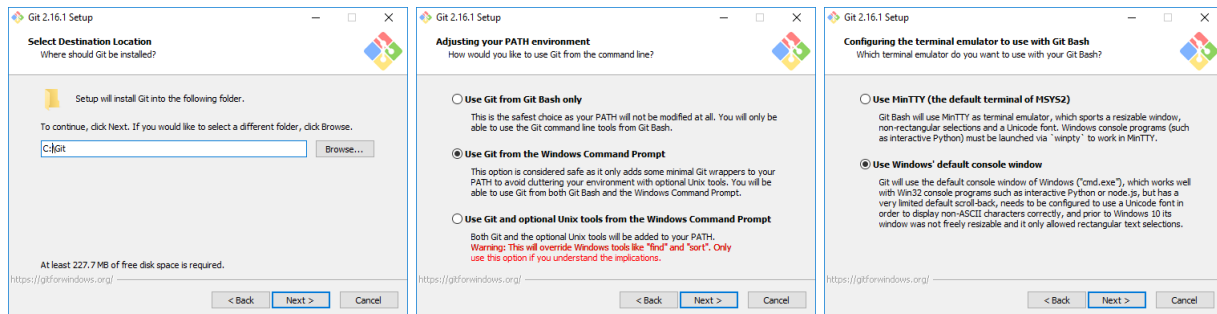 Git 2.16.1 Setup
Select Destination Location
Where should Git be installed?
Setup will install Git into the following folder.
To continue, click Next. If you would like to select a different folder, click Browse.
C:\Git
Browse...
At least 227.7 MB of free disk space is required.
https://gitforwindows.org/
< Back
Next >
Cancel
Git 2.16.1 Setup
Adjusting your PATH environment
How would you like to use Git from the command line?
Use Git from Git Bash only
This is the safest choice as your PATH will not be modified at all. You will only be
able to use the Git command line tools from Git Bash.
Use Git from the Windows Command Prompt
This option is considered safe as it only adds some minimal Git wrappers to your
PATH to avoid cluttering your environment with optional Unix tools. You will be
able to use Git from both Git Bash and the Windows Command Prompt.
Use Git and optional Unix tools from the Windows Command Prompt
Both Git and the optional Unix tools will be added to your PATH.
Warning: This will override Windows tools like "find" and "sort". Only
use this option if you understand the implications.
https://gitforwindows.org/
< Back
Next >
Cancel
Git 2.16.1 Setup
Configuring the terminal emulator to use with Git Bash
Which terminal emulator do you want to use with your Git Bash?
Use MinTTY (the default terminal of MSYS2)
Git Bash will use MinTTY as terminal emulator, which sports a resizable window,
non-rectangular selections and a Unicode font. Windows console programs (such
as interactive Python) must be launched via `winpty` to work in MinTTY.
Use Windows' default console window
Git will use the default console window of Windows ("cmd.exe"), which works well
with Win32 console programs such as interactive Python or node.js, but has a
very limited default scroll-back, needs to be configured to use a Unicode font in
order to display non-ASCII characters correctly, and prior to Windows 10 its
window was not freely resizable and it only allowed rectangular text selections.
https://gitforwindows.org/
< Back
Next >
Cancel